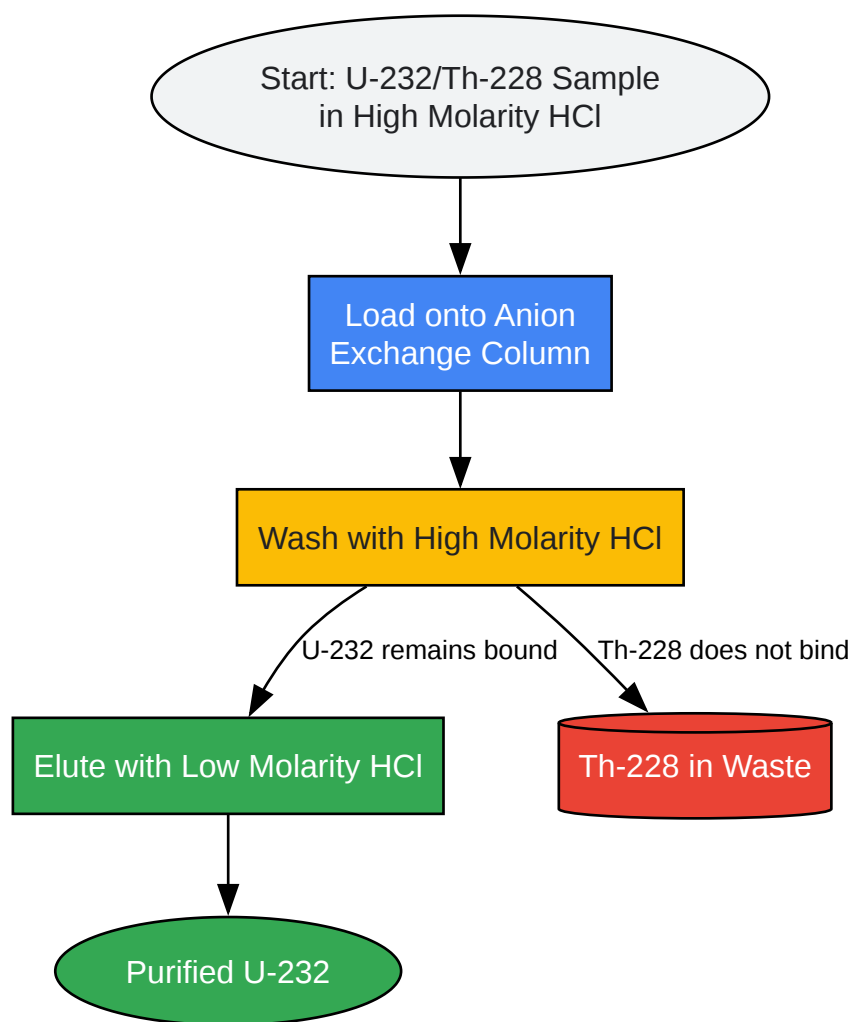 Start: U-232/Th-228 Sample
in High Molarity HCl
Load onto Anion
Exchange Column
Wash with High Molarity HCl
U-232 remains bound
Th-228 does not bind
Elute with Low Molarity HCl
Th-228 in Waste
Purified U-232